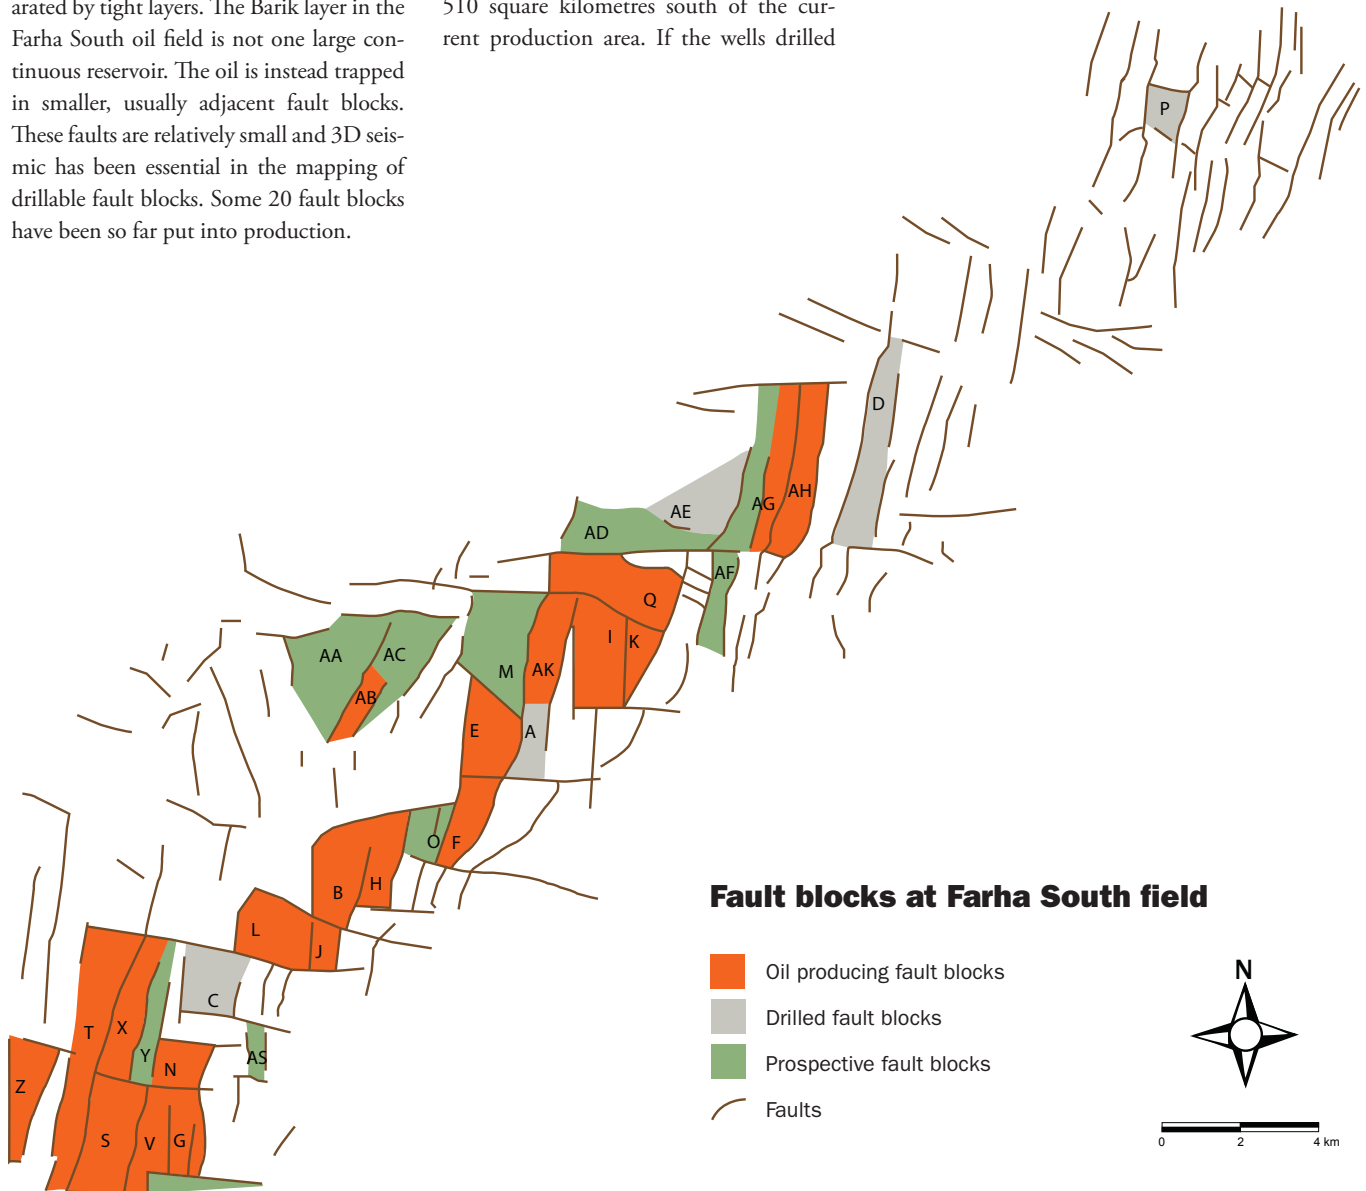 arated by tight layers. The Barik layer in the
Farha South oil field is not one large con-
tinuous reservoir. The oil is instead trapped
in smaller, usually adjacent fault blocks.
These faults are relatively small and 3D seis-
mic has been essential in the mapping of
drillable fault blocks. Some 20 fault blocks
have been so far put into production.
510 square kilometres south of the cur-
rent production area. If the wells drilled
P
D
AH
AG
AE
AD
AF
Q
I
K
AA
AC
M
AK
AB
E
A
O
F
H
B
L
J
C
T
X
Y
N
AS
Z
S
V
G
Fault blocks at Farha South field
Oil producing fault blocks
Drilled fault blocks
Prospective fault blocks
Faults
N
0 2 4 km